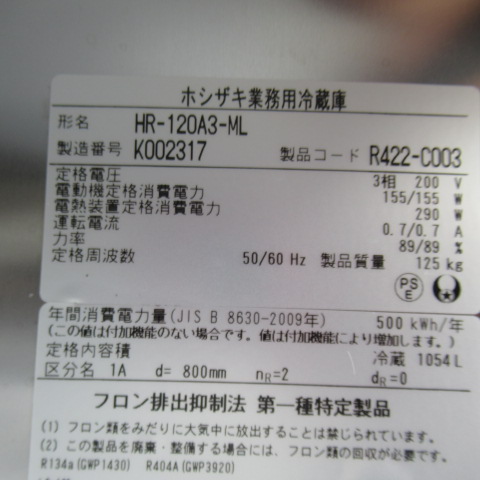 ホシザキ業務用冷蔵庫
形名 HR-120A3-ML
製造番号 K002317 製品コード R422-C003
定格電圧 3相 200 V
電動機定格消費電力 155/155 W
電熱装置定格消費電力 290 W
運転電流 0.7/0.7 A
力率 89/89 %
定格周波数 50/60 Hz 製品質量 125 kg
PS
E
年間消費電力量(JIS B 8630-2009年) 500 kWh/年
(この値は付加機能のない場合です。値は付加機能により増加します。)
定格内容積 冷蔵 1054 L
区分名 1A d= 800mm nR=2 dR=0
フロン排出抑制法 第一種特定製品
(1) フロン類をみだりに大気中に放出することは禁じられています。
(2) この製品を廃棄・整備する場合には、フロン類の回収が必要です。
R134a(GWP1430) R404A(GWP3920)